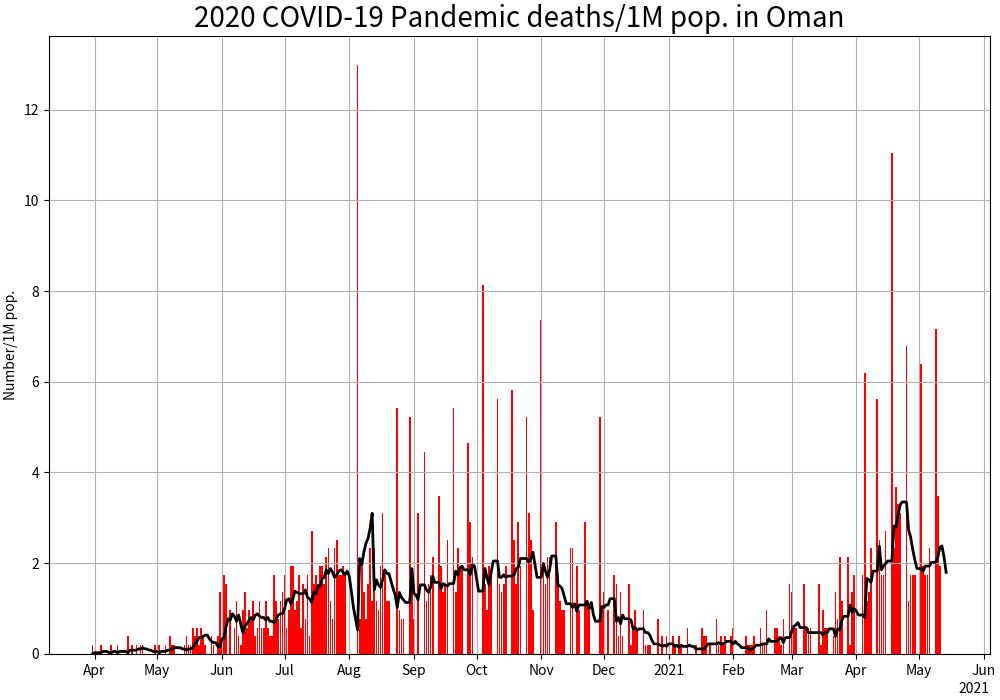 2020 COVID-19 Pandemic deaths/1M pop. in Oman
Number/1M pop.
12
10
8
6
4
2
0
Apr May Jun Jul Aug Sep Oct Nov Dec 2021 Feb Mar Apr May Jun
2021